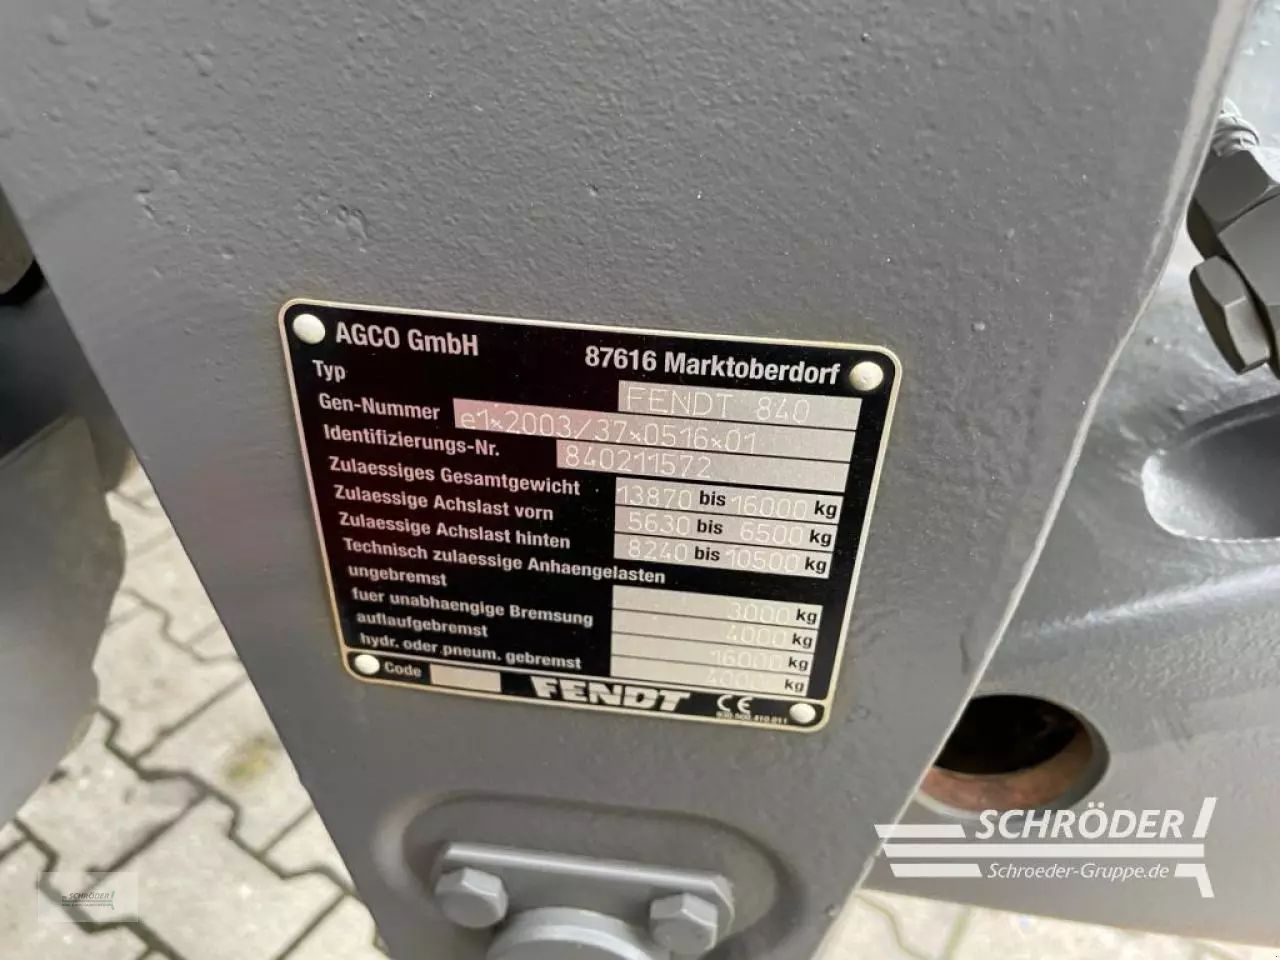 AGCO GmbH
87616 Marktoberdorf
Typ FENDT 840
Gen-Nummer e1*2003/37*0516*01
Identifizierungs-Nr. 840211572
Zulaessiges Gesamtgewicht 13870 bis 16000 kg
Zulaessige Achslast vorn 5630 bis 6500 kg
Zulaessige Achslast hinten 8240 bis 10500 kg
Technisch zulaessige Anhaengelasten
ungebremst 3000 kg
fuer unabhaengige Bremsung 4000 kg
auflaufgebremst 16000 kg
hydr. oder pneum. gebremst kg
Code FENDT CE
SCHRÖDER
Schroeder-Gruppe.de
SCHRÖDER